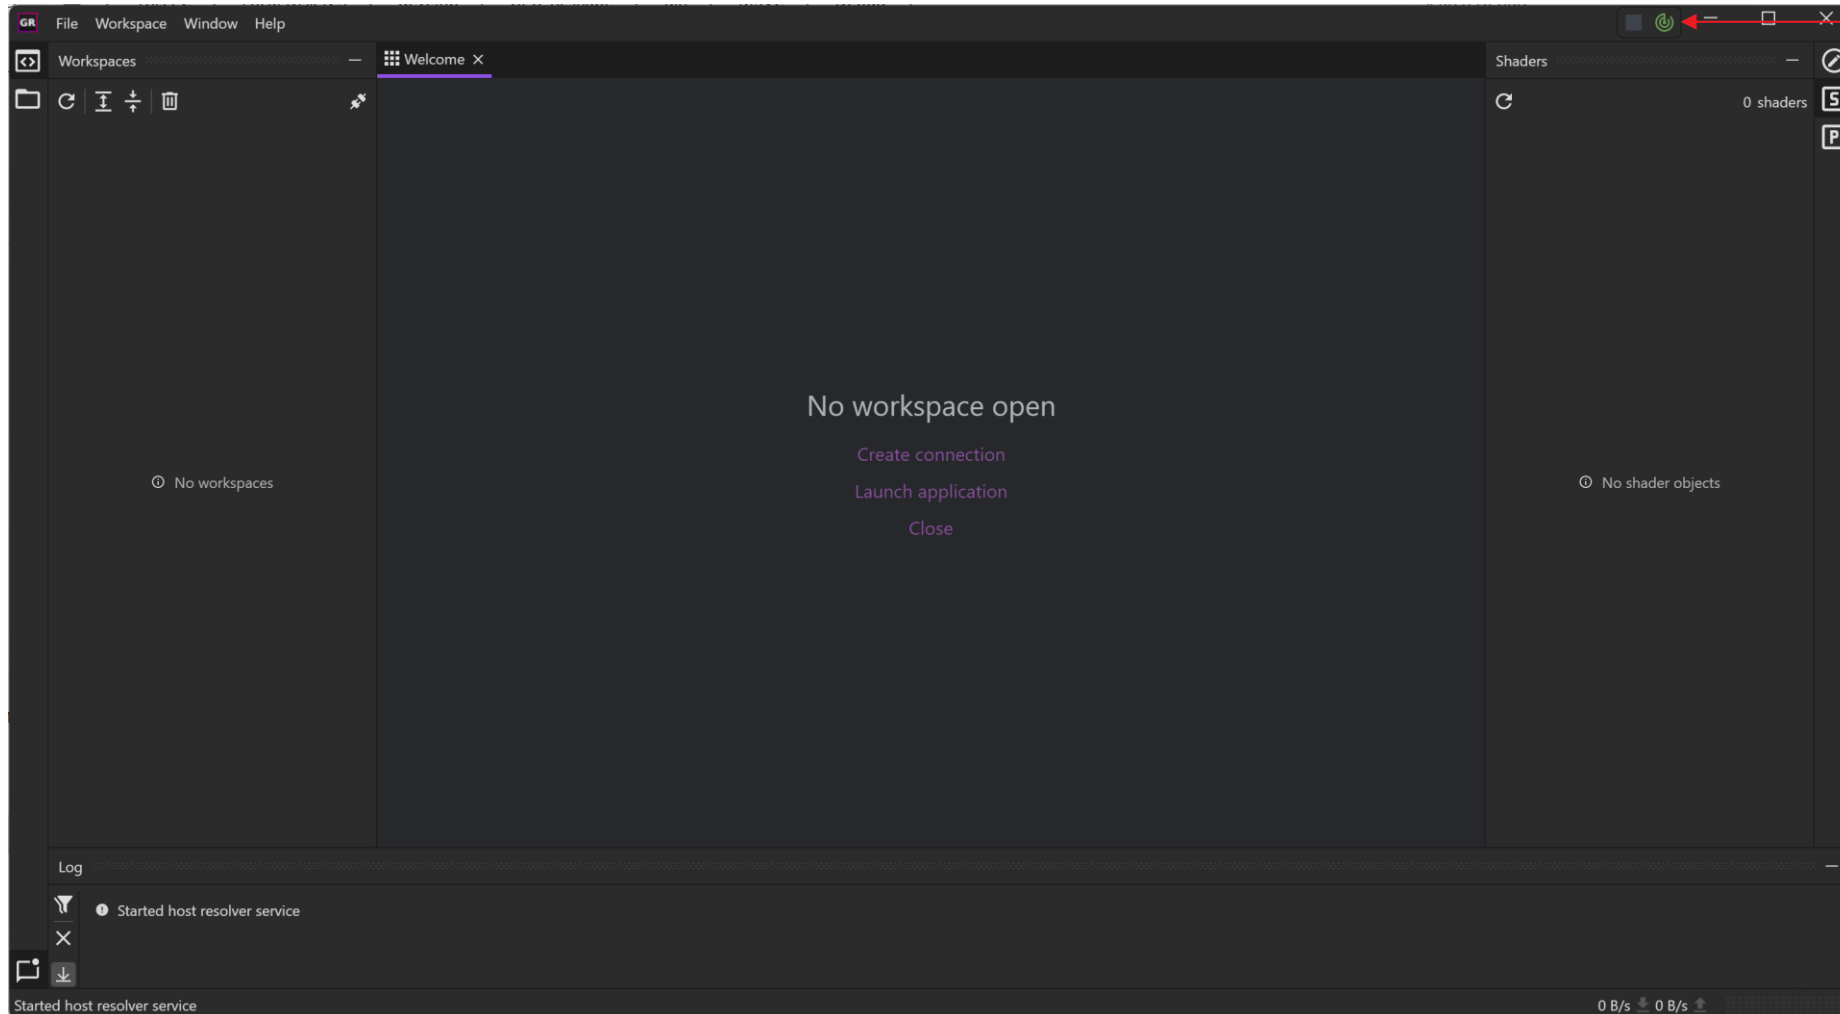 GR File Workspace Window Help
Workspaces
Welcome
Shaders
0 shaders
S
P
No workspace open
Create connection
Launch application
Close
No workspaces
No shader objects
Log
Started host resolver service
Started host resolver service
0 B/s 0 B/s